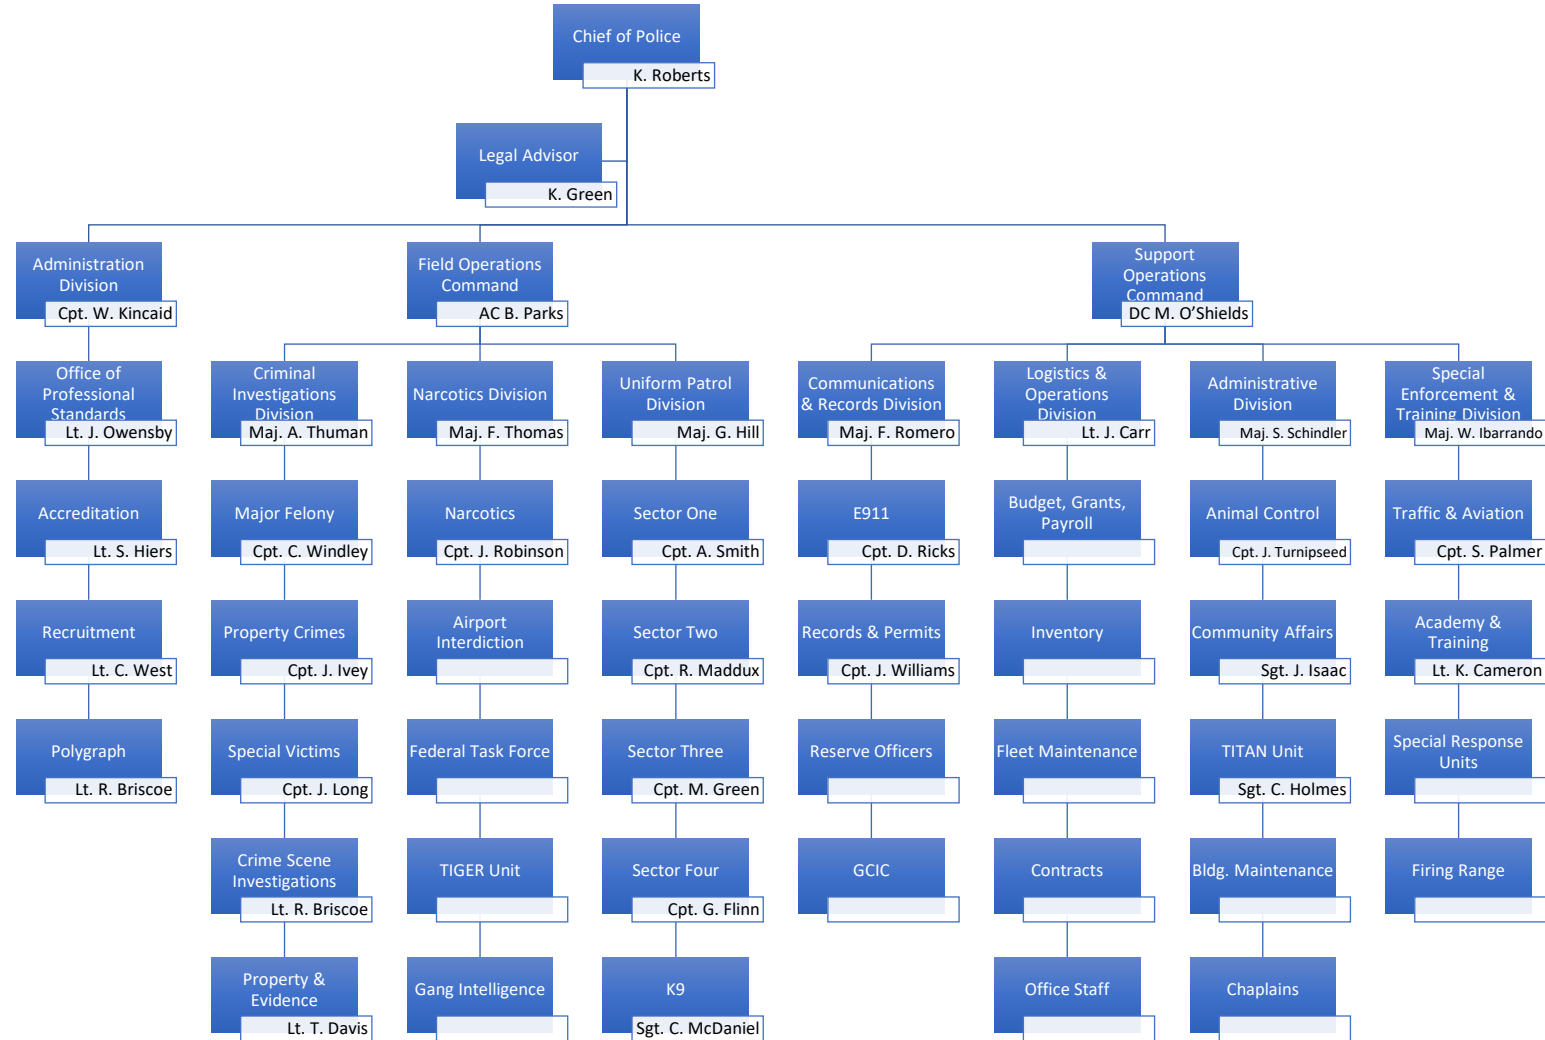 Chief of Police
K. Roberts
Legal Advisor
K. Green
Administration
Division
Cpt. W. Kincaid
Field Operations
Command
AC B. Parks
Support
Operations
Command
DC M. O’Shields
Office of
Professional
Standards
Lt. J. Owensby
Criminal
Investigations
Division
Maj. A. Thuman
Narcotics Division
Maj. F. Thomas
Uniform Patrol
Division
Maj. G. Hill
Communications
& Records Division
Maj. F. Romero
Logistics &
Operations
Division
Lt. J. Carr
Administrative
Division
Maj. S. Schindler
Special
Enforcement &
Training Division
Maj. W. Ibarrando
Accreditation
Lt. S. Hiers
Major Felony
Cpt. C. Windley
Narcotics
Cpt. J. Robinson
Sector One
Cpt. A. Smith
E911
Cpt. D. Ricks
Budget, Grants,
Payroll
Animal Control
Cpt. J. Turnipseed
Traffic & Aviation
Cpt. S. Palmer
Recruitment
Lt. C. West
Property Crimes
Cpt. J. Ivey
Airport
Interdiction
Sector Two
Cpt. R. Maddux
Records & Permits
Cpt. J. Williams
Inventory
Community Affairs
Sgt. J. Isaac
Academy &
Training
Lt. K. Cameron
Polygraph
Lt. R. Briscoe
Special Victims
Cpt. J. Long
Federal Task Force
Sector Three
Cpt. M. Green
Reserve Officers
Fleet Maintenance
TITAN Unit
Sgt. C. Holmes
Special Response
Units
Crime Scene
Investigations
Lt. R. Briscoe
TIGER Unit
Sector Four
Cpt. G. Flinn
GCIC
Contracts
Bldg. Maintenance
Firing Range
Property &
Evidence
Lt. T. Davis
Gang Intelligence
K9
Sgt. C. McDaniel
Office Staff
Chaplains